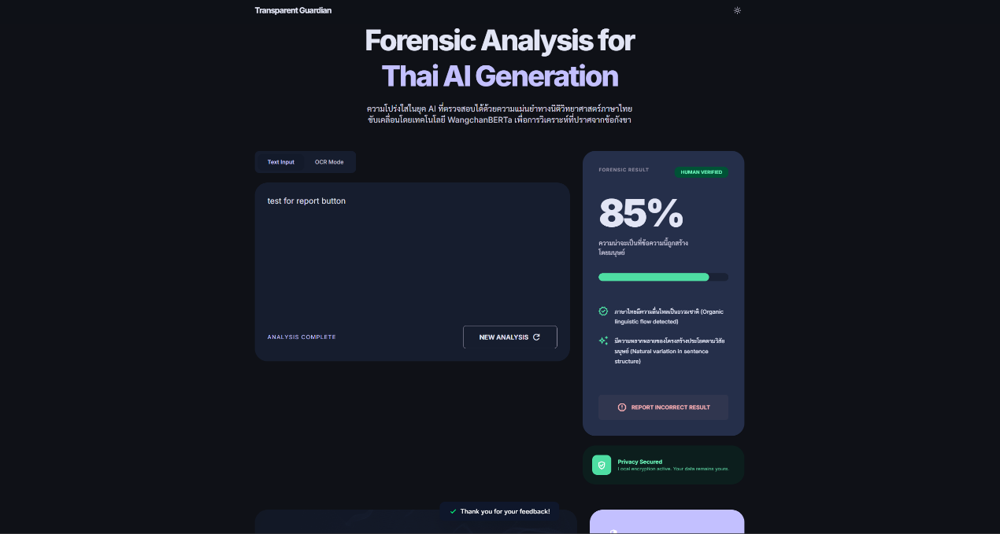 Transparent Guardian
Forensic Analysis for
Thai AI Generation
ความโปร่งใสในยุค AI ที่ตรวจสอบได้ด้วยความแม่นยำทางนิติวิทยาศาสตร์ภาษาไทย
ขับเคลื่อนโดยเทคโนโลยี WangchanBERTa เพื่อการวิเคราะห์ที่ปราศจากข้อกังขา
Text Input
OCR Mode
test for report button
ANALYSIS COMPLETE
NEW ANALYSIS
FORENSIC RESULT
HUMAN VERIFIED
85%
ความน่าจะเป็นที่ข้อความนี้ถูกสร้าง
โดยมนุษย์
ภาษาไทยมีความลื่นไหลเป็นธรรมชาติ (Organic
linguistic flow detected)
มีความหลากหลายของโครงสร้างประโยคตามวิสัย
มนุษย์ (Natural variation in sentence
structure)
REPORT INCORRECT RESULT
Privacy Secured
Local encryption active. Your data remains yours.
Thank you for your feedback!